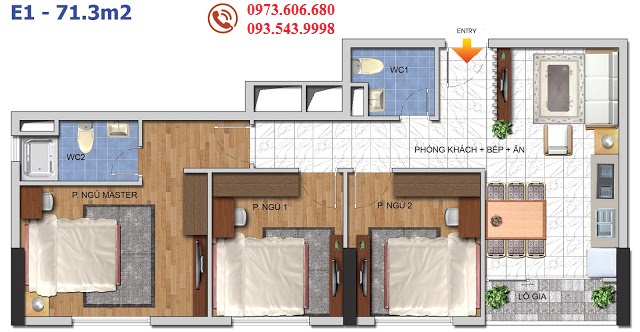 E1 - 71.3m2
0973.606.680
093.543.9998
ENTRY
WC1
PHÒNG KHÁCH + BẾP + ĂN
WC2
P. NGỦ MASTER
P. NGỦ 1
P. NGỦ 2
LÔ GIA